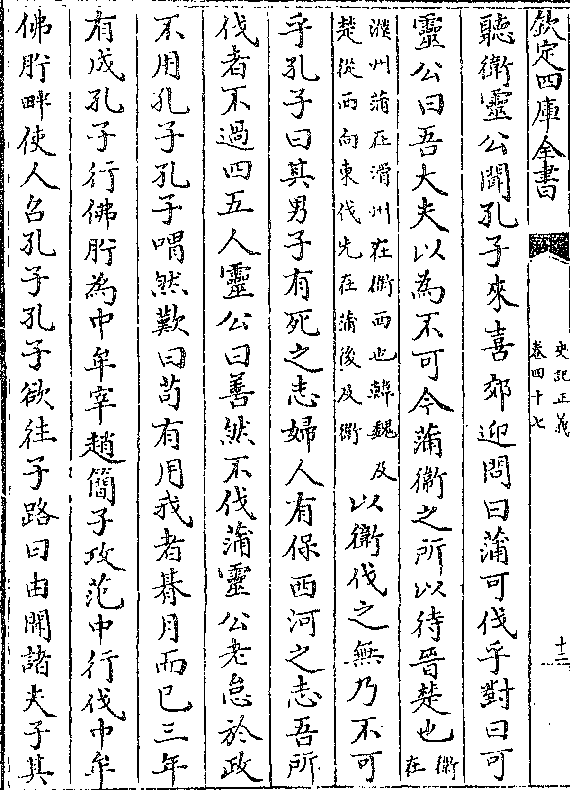 欽定四庫全書
史記正義
卷四十七
十三
聽衛靈公聞孔子來喜郊迎問曰蒲可伐乎對曰可
靈公曰吾大夫以為不可今蒲衛之所以待晉楚也衛在
濮州蒲在滑州在衛西也韓魏及楚從西向東伐先在蒲後及衛以衛伐之無乃不可
乎孔子曰其男子有死之志婦人有保西河之志吾所
伐者不過四五人靈公曰善然不伐蒲靈公老怠於政
不用孔子孔子喟然歎曰苟有用我者朞月而已三年
有成孔子行佛肸為中牟宰趙簡子攻范中行伐中牟
佛肸畔使人召孔子孔子欲往子路曰由聞諸夫子其